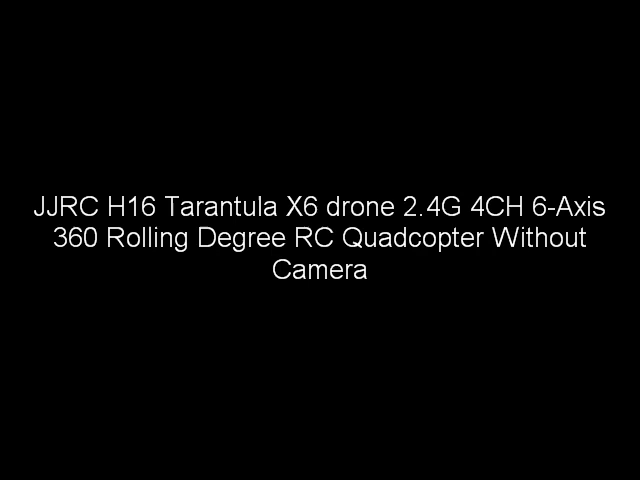 JJRC H16 Tarantula X6 drone 2.4G 4CH 6-Axis
360 Rolling Degree RC Quadcopter Without
Camera